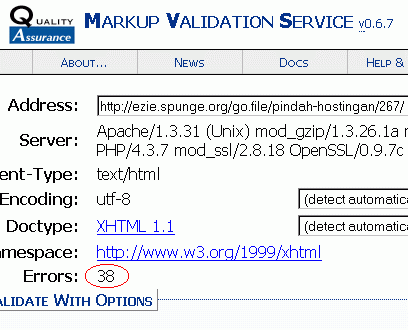 Quality
Assurance
Markup Validation Service v0.6.7
About...
News
Docs
Help &
Address: http://ezie.spunge.org/go.file/pindah-hostingan/267/
Server: Apache/1.3.31 (Unix) mod_gzip/1.3.26.1a
PHP/4.3.7 mod_ssl/2.8.18 OpenSSL/0.9.7c
ent-Type: text/html
Encoding: utf-8 (detect automatica
Doctype: XHTML 1.1 (detect automatica
amespace: http://www.w3.org/1999/xhtml
Errors: 38
alidate With Options